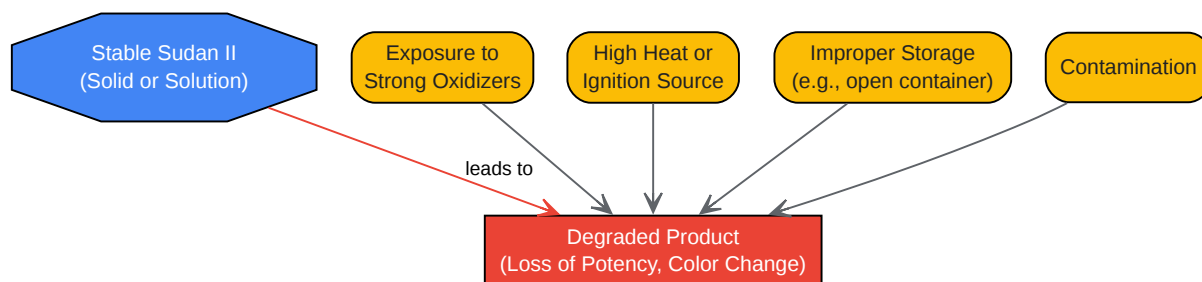 Stable Sudan II
(Solid or Solution)
Exposure to
Strong Oxidizers
High Heat or
Ignition Source
Improper Storage
(e.g., open container)
Contamination
leads to
Degraded Product
(Loss of Potency, Color Change)